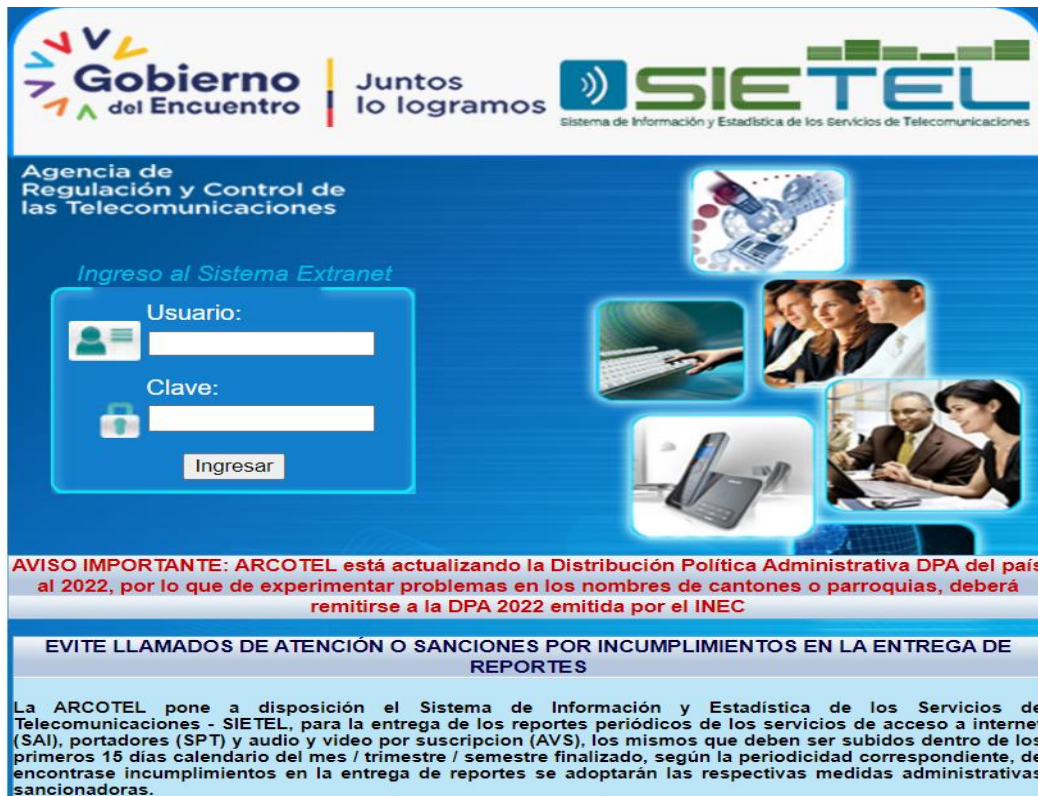 Gobierno
del Encuentro
Juntos
lo logramos
SIETEL
Sistema de Información y Estadística de los Servicios de Telecomunicaciones
Agencia de
Regulación y Control de
las Telecomunicaciones
Ingreso al Sistema Extranet
Usuario:
Clave:
Ingresar
AVISO IMPORTANTE: ARCOTEL está actualizando la Distribución Política Administrativa DPA del país
al 2022, por lo que de experimentar problemas en los nombres de cantones o parroquias, deberá
remitirse a la DPA 2022 emitida por el INEC
EVITE LLAMADOS DE ATENCIÓN O SANCIONES POR INCUMPLIMIENTOS EN LA ENTREGA DE
REPORTES
La ARCOTEL pone a disposición el Sistema de Información y Estadística de los Servicios de
Telecomunicaciones - SIETEL, para la entrega de los reportes periódicos de los servicios de acceso a internet
(SAI), portadores (SPT) y audio y video por suscripcion (AVS), los mismos que deben ser subidos dentro de los
primeros 15 días calendario del mes / trimestre / semestre finalizado, según la periodicidad correspondiente, de
encontrase incumplimientos en la entrega de reportes se adoptarán las respectivas medidas administrativas
sancionadoras.